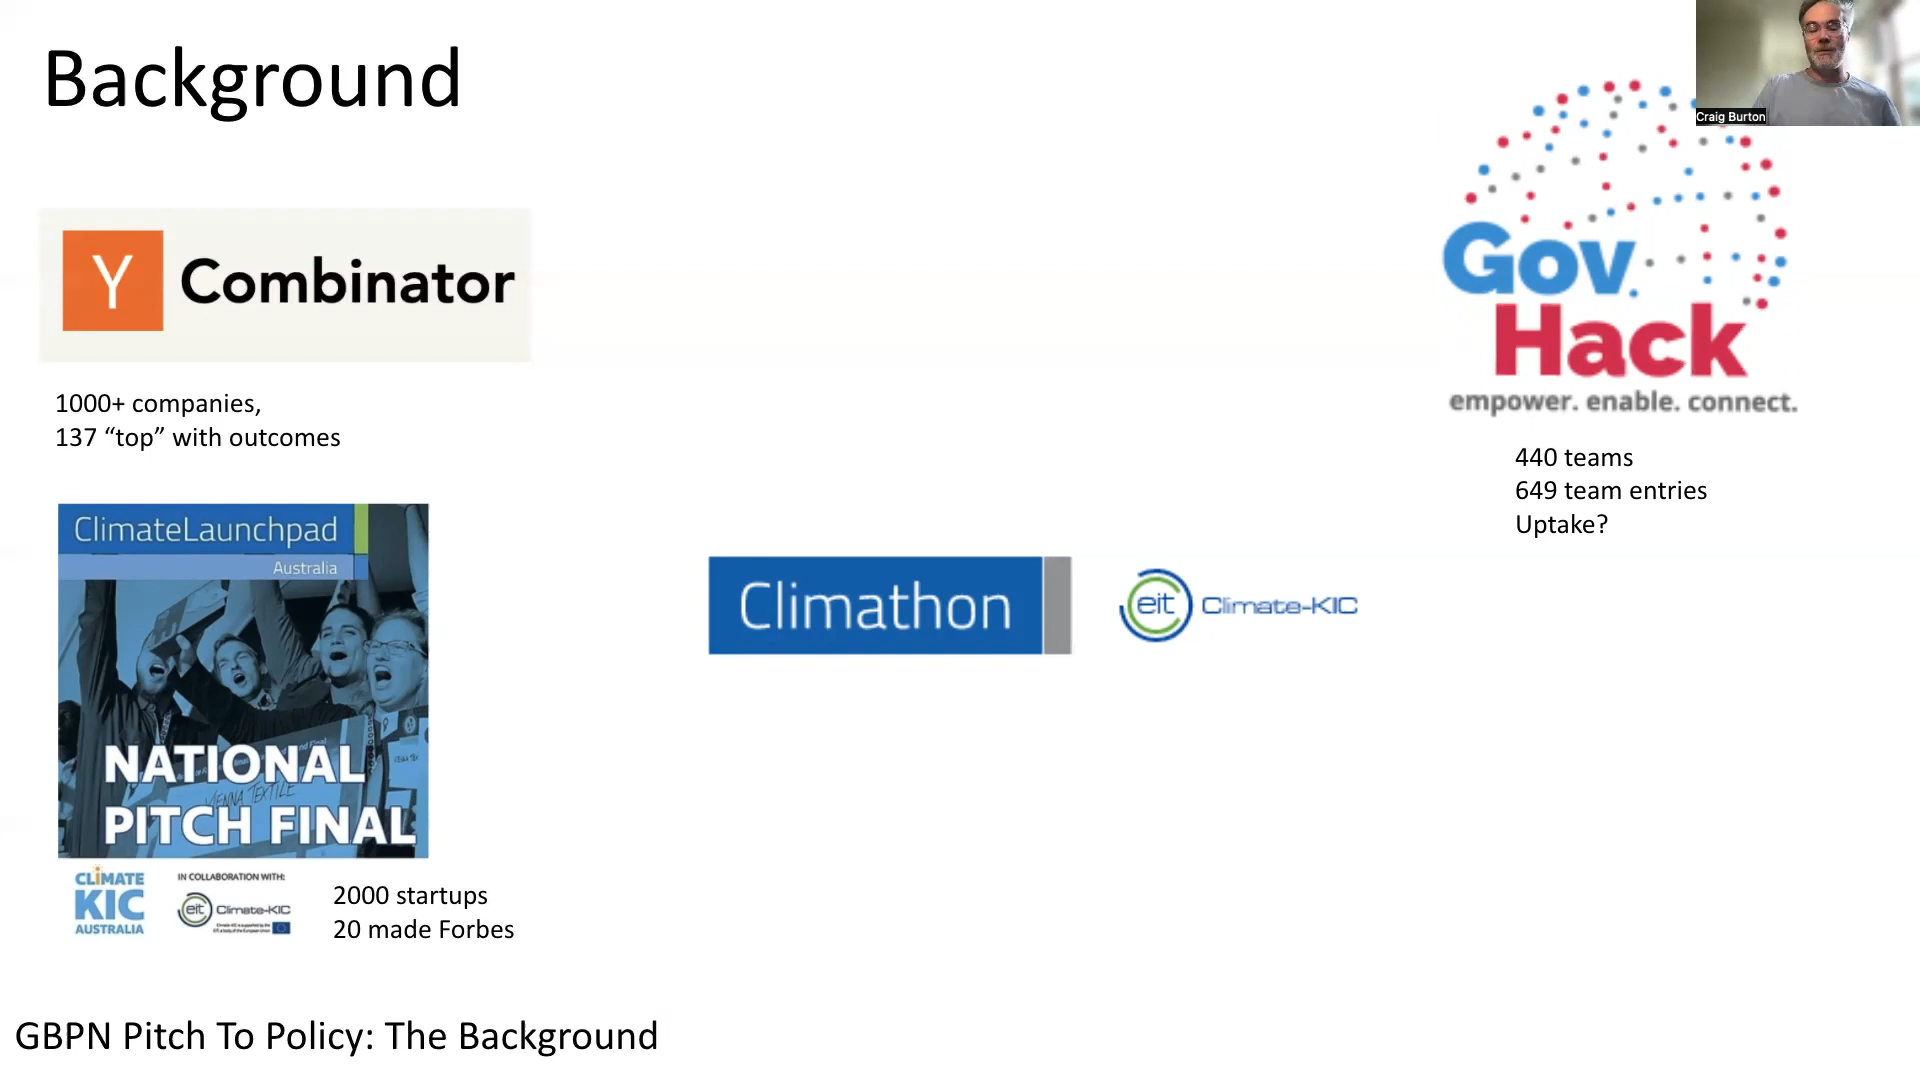 Background
Craig Burton
Y Combinator
1000+ companies,
137 “top” with outcomes
Gov
Hack
empower. enable. connect.
440 teams
649 team entries
Uptake?
ClimateLaunchpad
Australia
NATIONAL
PITCH FINAL
VIENNA TEXTILE
Climathon
eit Climate-KIC
CLIMATE
KIC
AUSTRALIA
IN COLLABORATION WITH:
eit Climate-KIC
2000 startups
20 made Forbes
GBPN Pitch To Policy: The Background